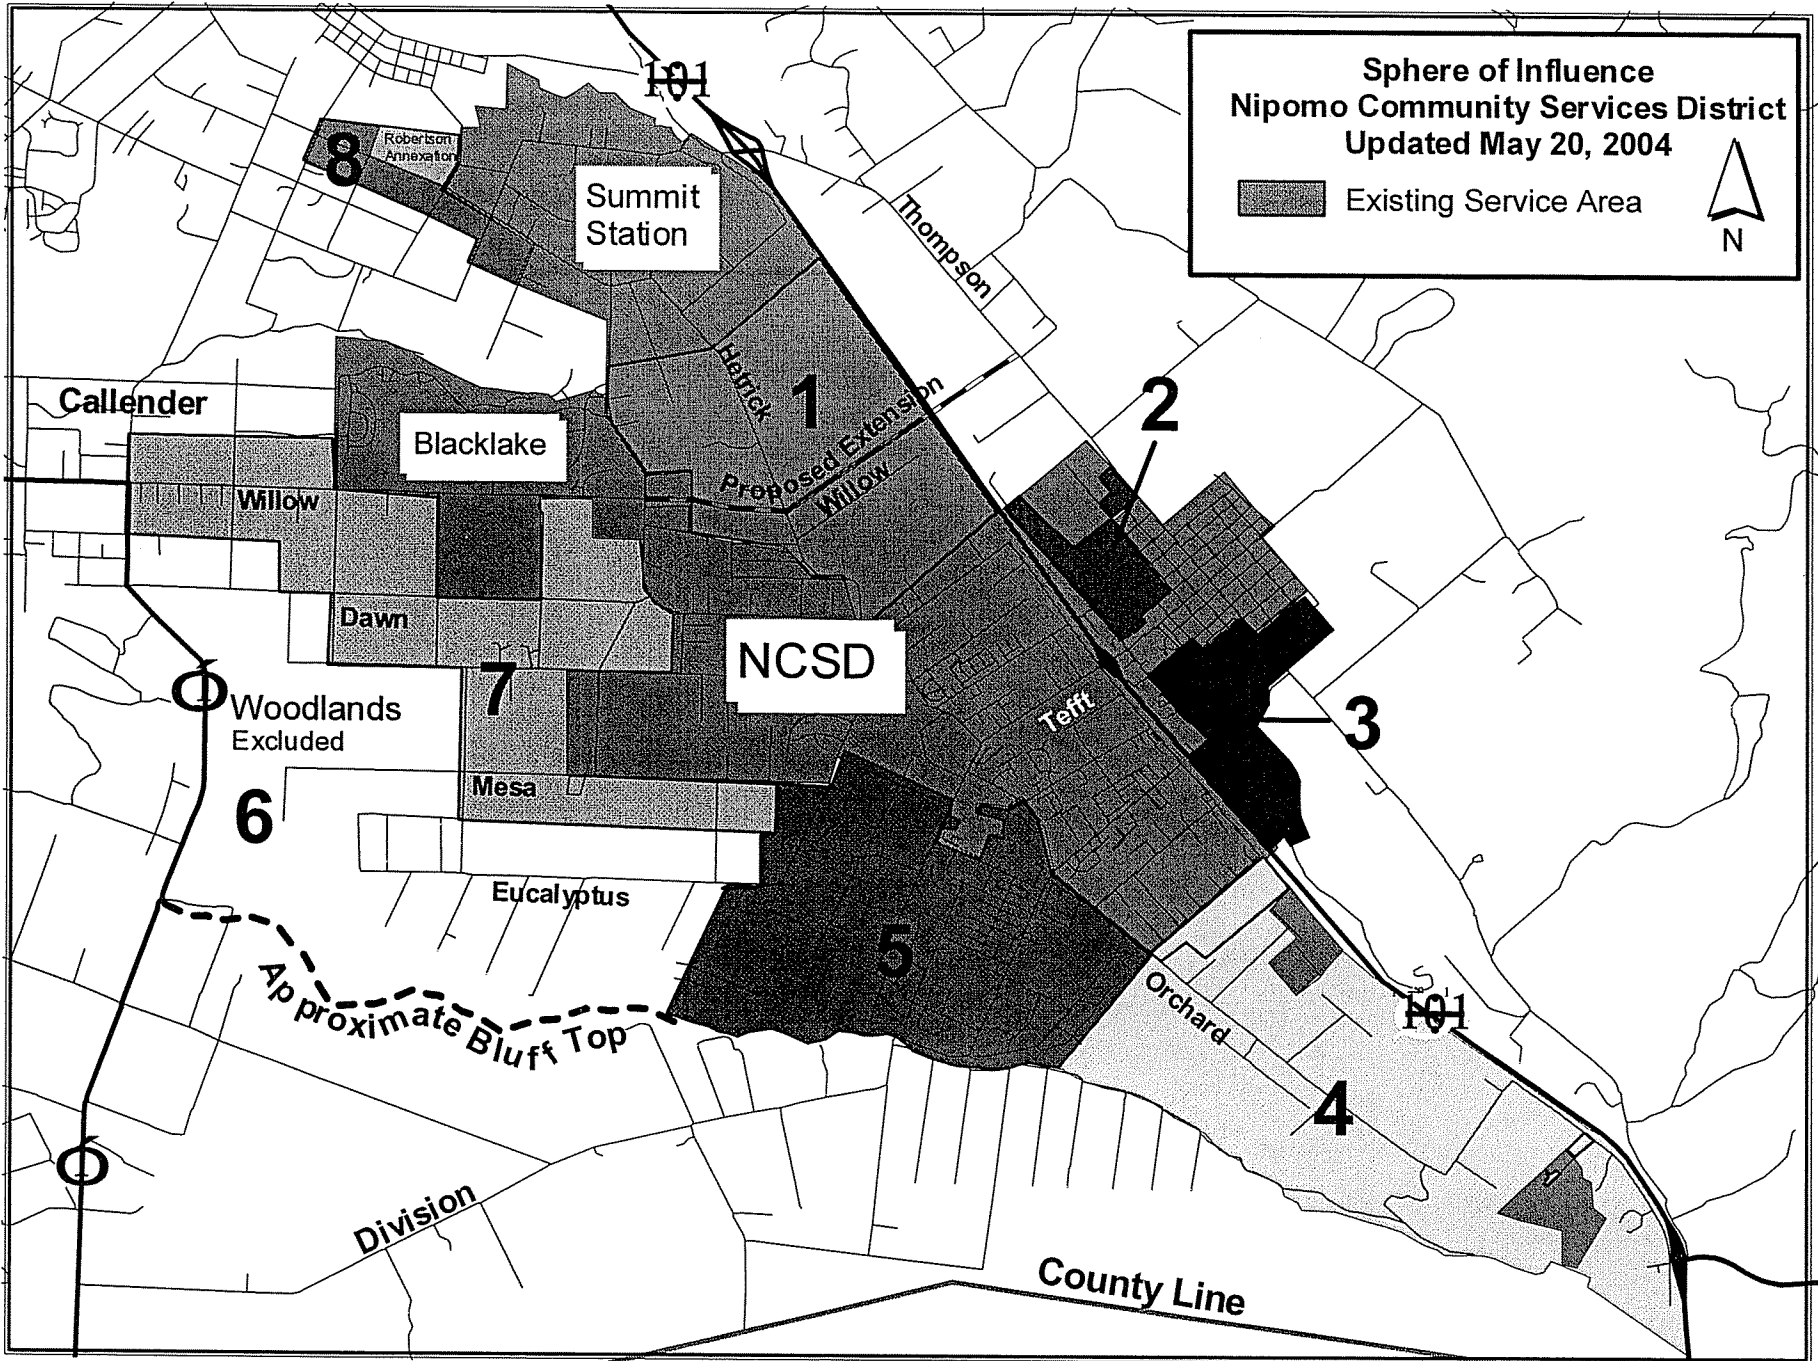 Sphere of Influence
Nipomo Community Services District
Updated May 20, 2004
Existing Service Area
N
101
8
Robertson
Annexation
Summit
Station
Thompson
Hetrick
1
2
Callender
Blacklake
Proposed Extension
Willow
Willow
Dawn
NCSD
7
Tefft
3
Woodlands
Excluded
Mesa
6
Eucalyptus
5
Approximate Bluff Top
Orchard
101
4
Division
County Line